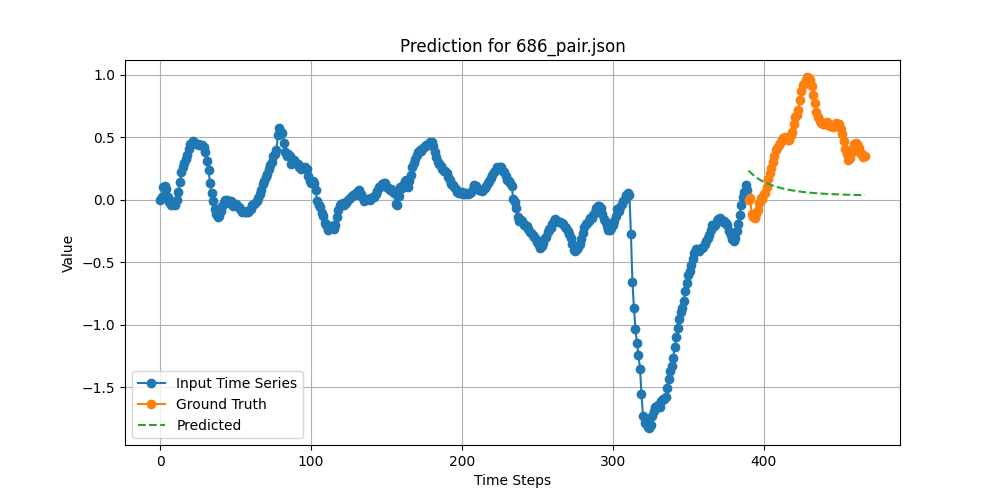 Prediction for 686_pair.json
1.0
0.5
0.0
−0.5
−1.0
−1.5
Value
Input Time Series
Ground Truth
Predicted
0 100 200 300 400
Time Steps